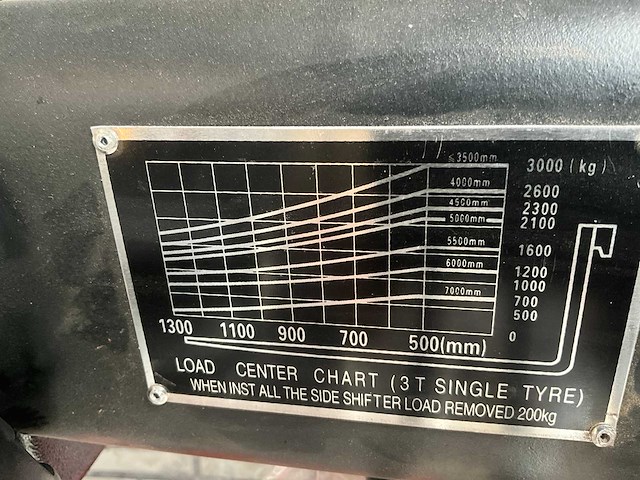 ≤3500mm 3000 (kg)
4000mm 2600
4500mm 2300
5000mm 2100
5500mm 1600
6000mm 1200
1000
7000mm 700
500
0
1300 1100 900 700 500(mm)
LOAD CENTER CHART (3T SINGLE TYRE)
WHEN INST ALL THE SIDE SHIFTER LOAD REMOVED 200kg